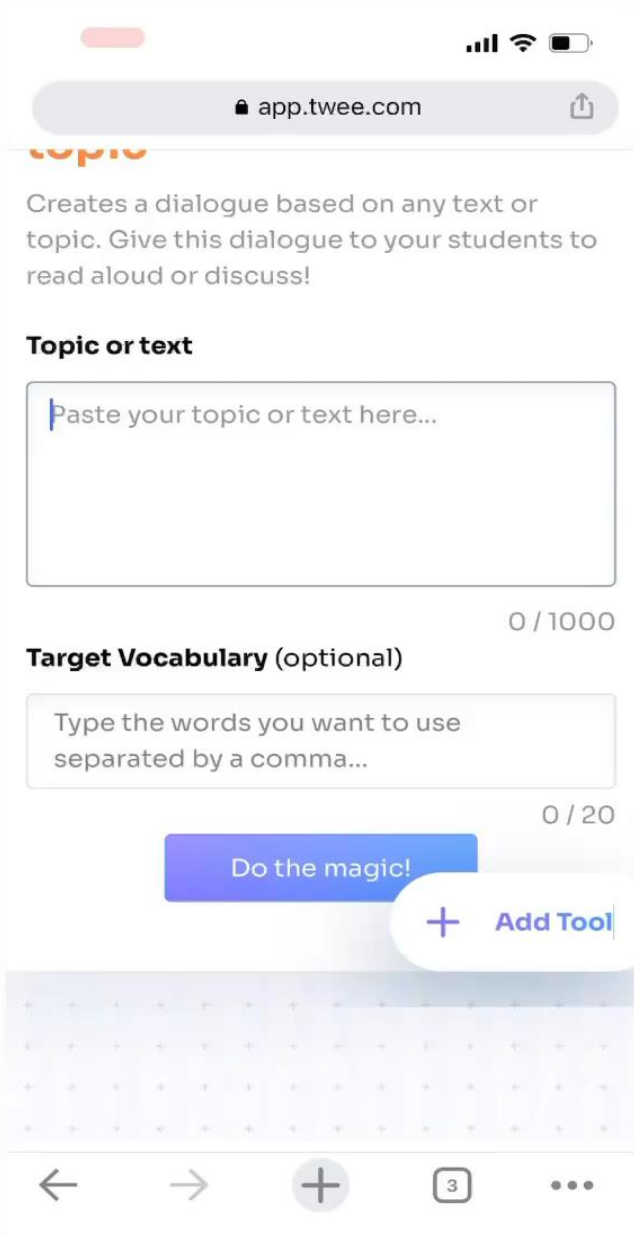 app.twee.com
topic
Creates a dialogue based on any text or
topic. Give this dialogue to your students to
read aloud or discuss!
Topic or text
Paste your topic or text here...
0 / 1000
Target Vocabulary (optional)
Type the words you want to use
separated by a comma...
0 / 20
Do the magic!
+ Add Tool
3